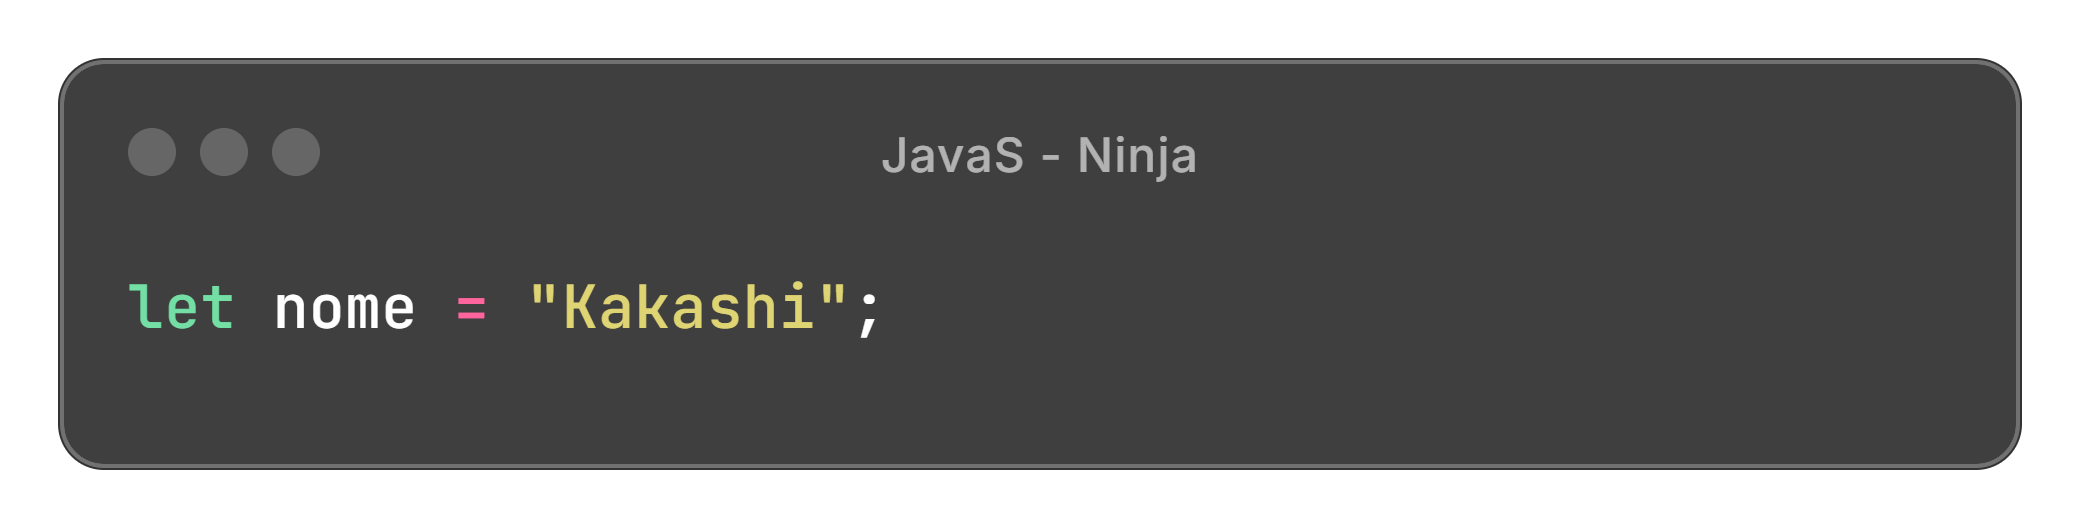 JavaS - Ninja
let nome = "Kakashi";